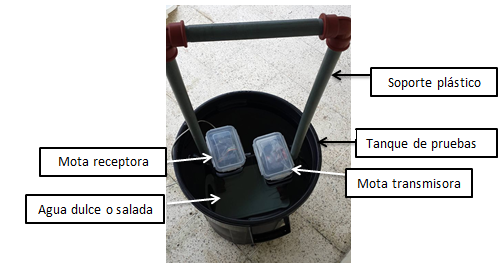 Soporte plástico
Tanque de pruebas
Mota receptora
Mota transmisora
Agua dulce o salada